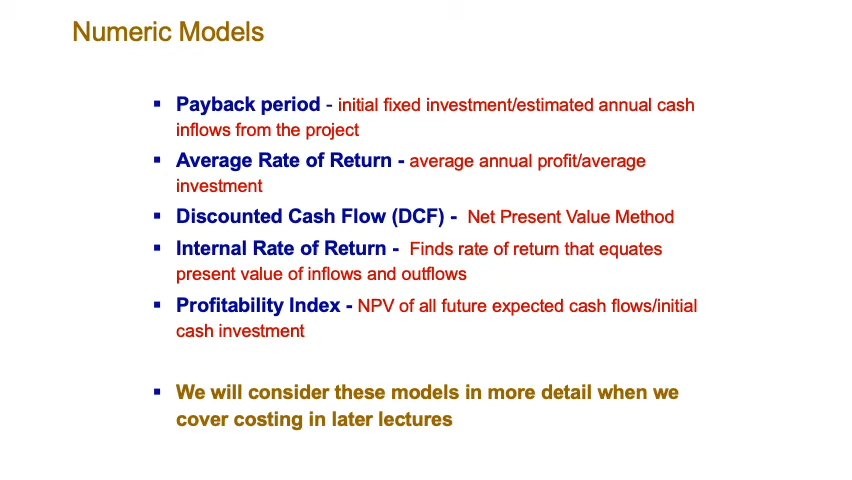 Numeric Models
▪ Payback period - initial fixed investment/estimated annual cash
inflows from the project
▪ Average Rate of Return - average annual profit/average
investment
▪ Discounted Cash Flow (DCF) - Net Present Value Method
▪ Internal Rate of Return - Finds rate of return that equates
present value of inflows and outflows
▪ Profitability Index - NPV of all future expected cash flows/initial
cash investment
▪ We will consider these models in more detail when we
cover costing in later lectures